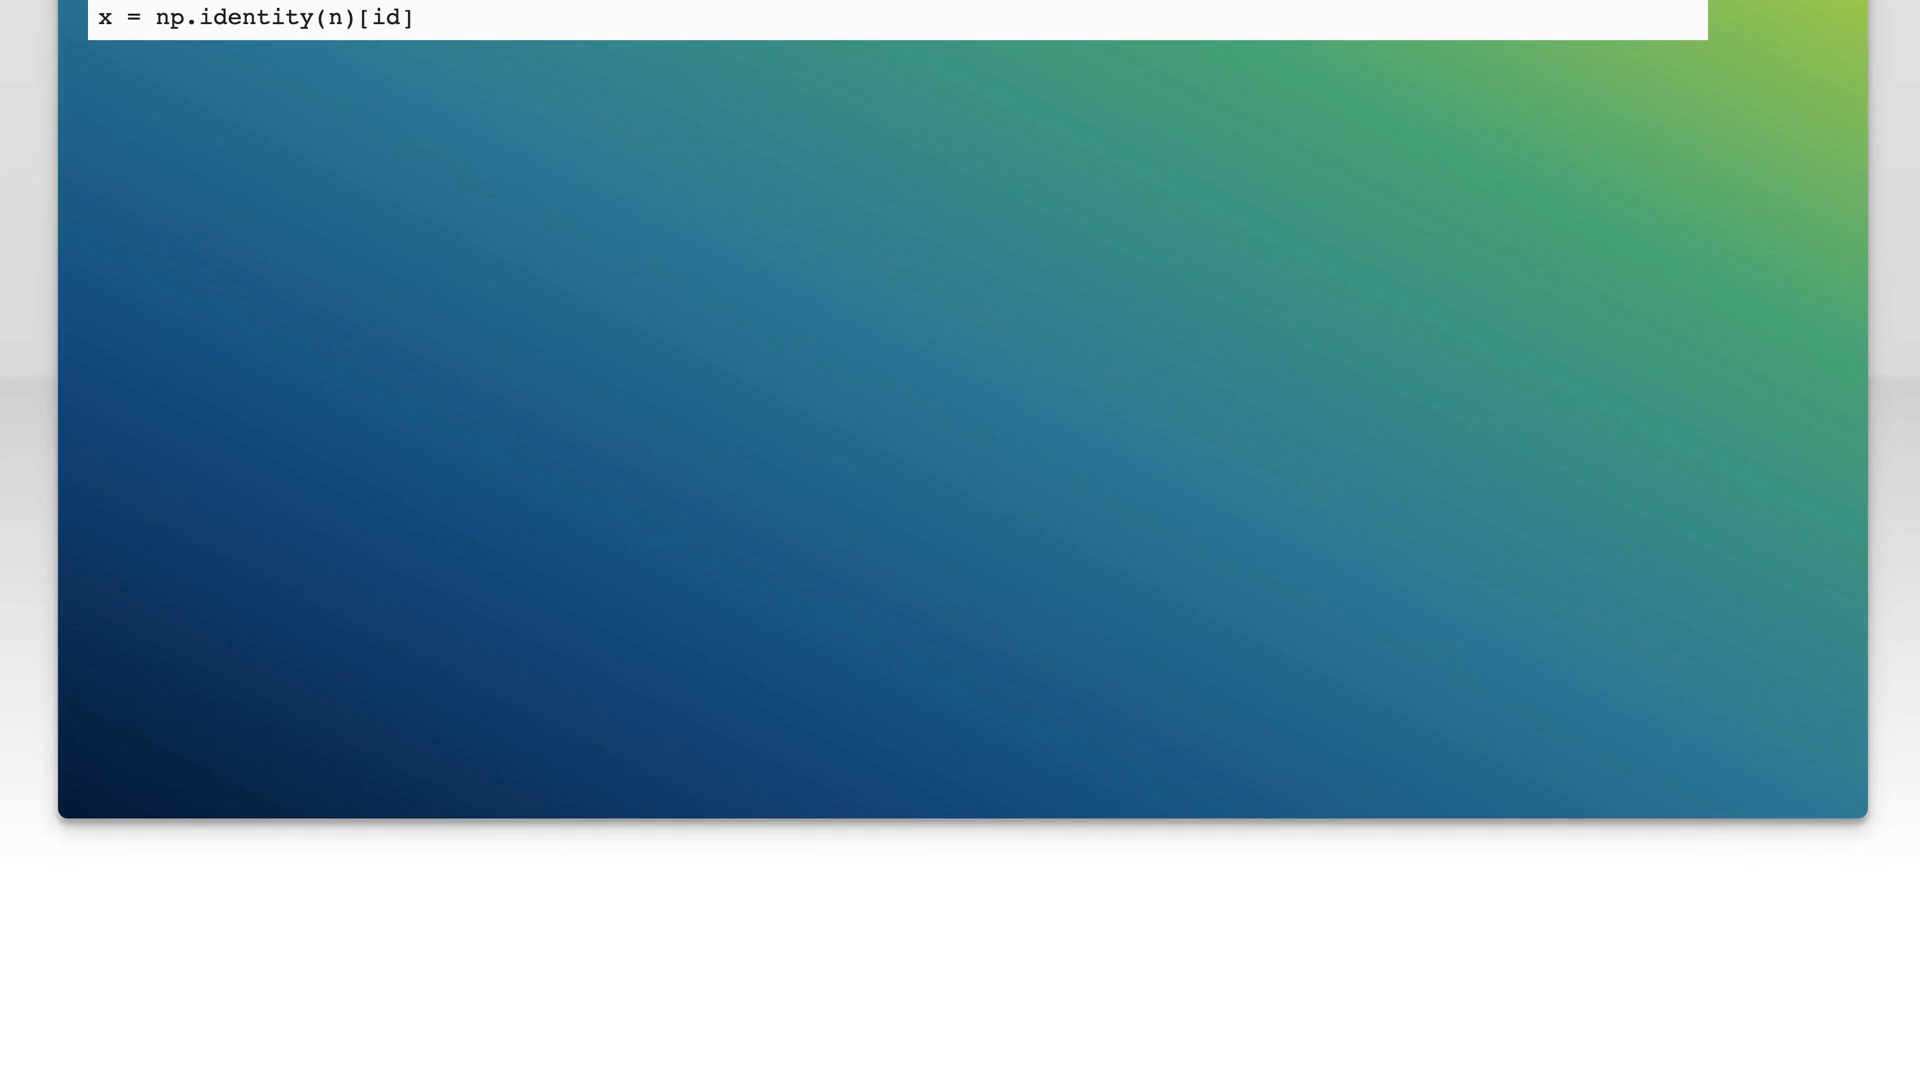 x = np.identity(n)[id]